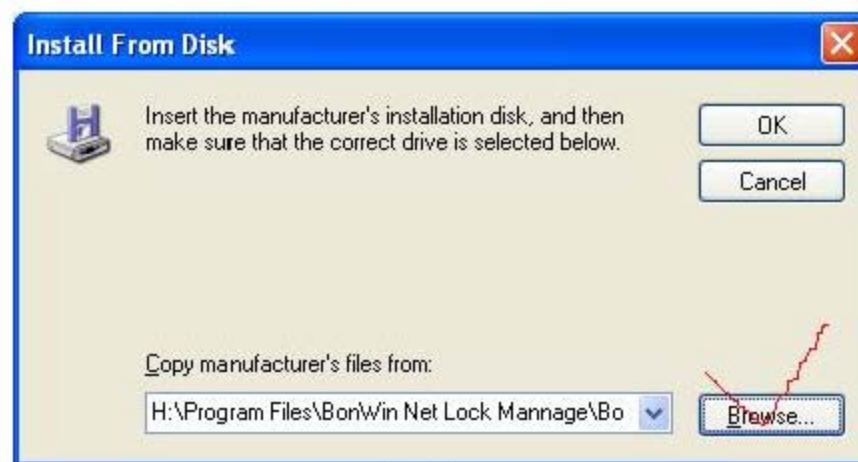 Install From Disk
Insert the manufacturer's installation disk, and then
make sure that the correct drive is selected below.
OK
Cancel
Copy manufacturer's files from:
H:\Program Files\BonWin Net Lock Mannage\Bo
Browse...